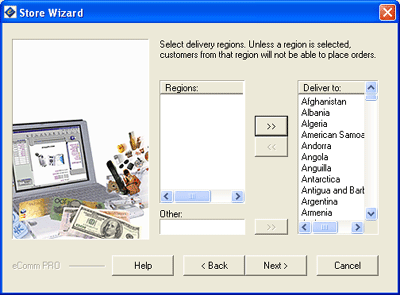 Store Wizard
Select delivery regions. Unless a region is selected,
customers from that region will not be able to place orders.
Regions:
Deliver to:
Afghanistan
Albania
Algeria
American Samoa
Andorra
Angola
Anguilla
Antarctica
Antigua and Barb
Argentina
Armenia
>>
<<
Other:
>>
eComm PRO
Help
< Back
Next >
Cancel